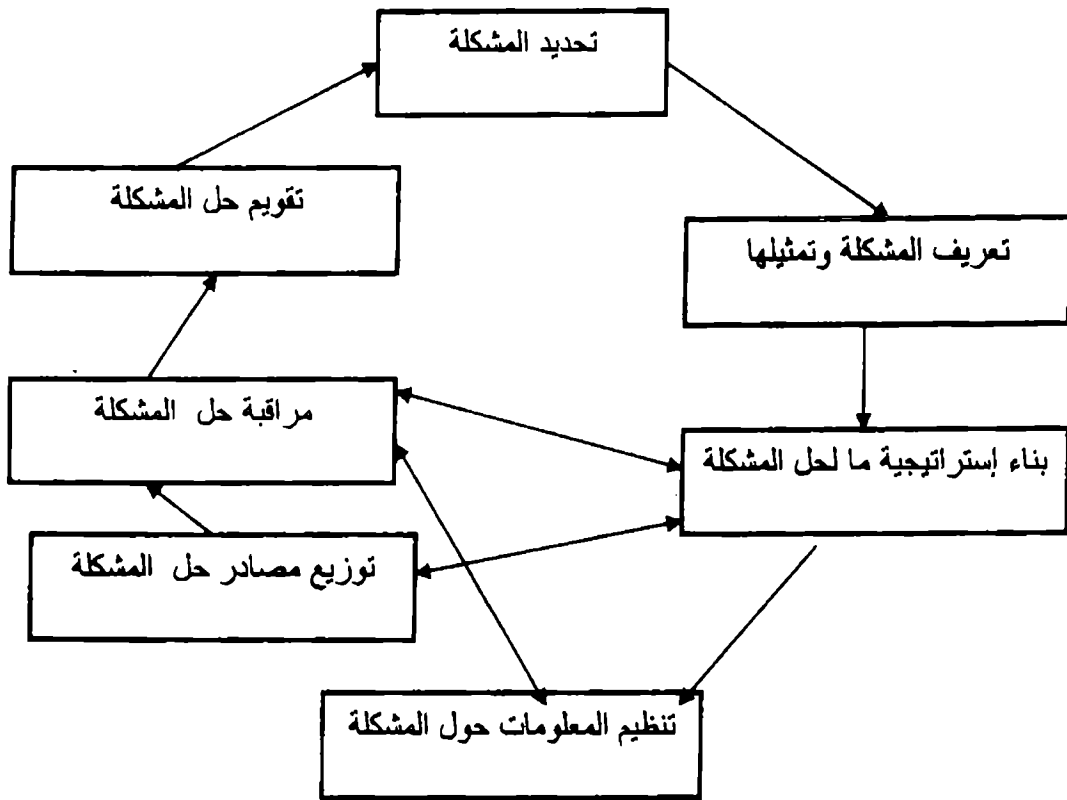 تحديد المشكلة
تقويم حل المشكلة
تعريف المشكلة وتمثيلها
مراقبة حل المشكلة
بناء إستراتيجية ما لحل المشكلة
توزيع مصادر حل المشكلة
تنظيم المعلومات حول المشكلة